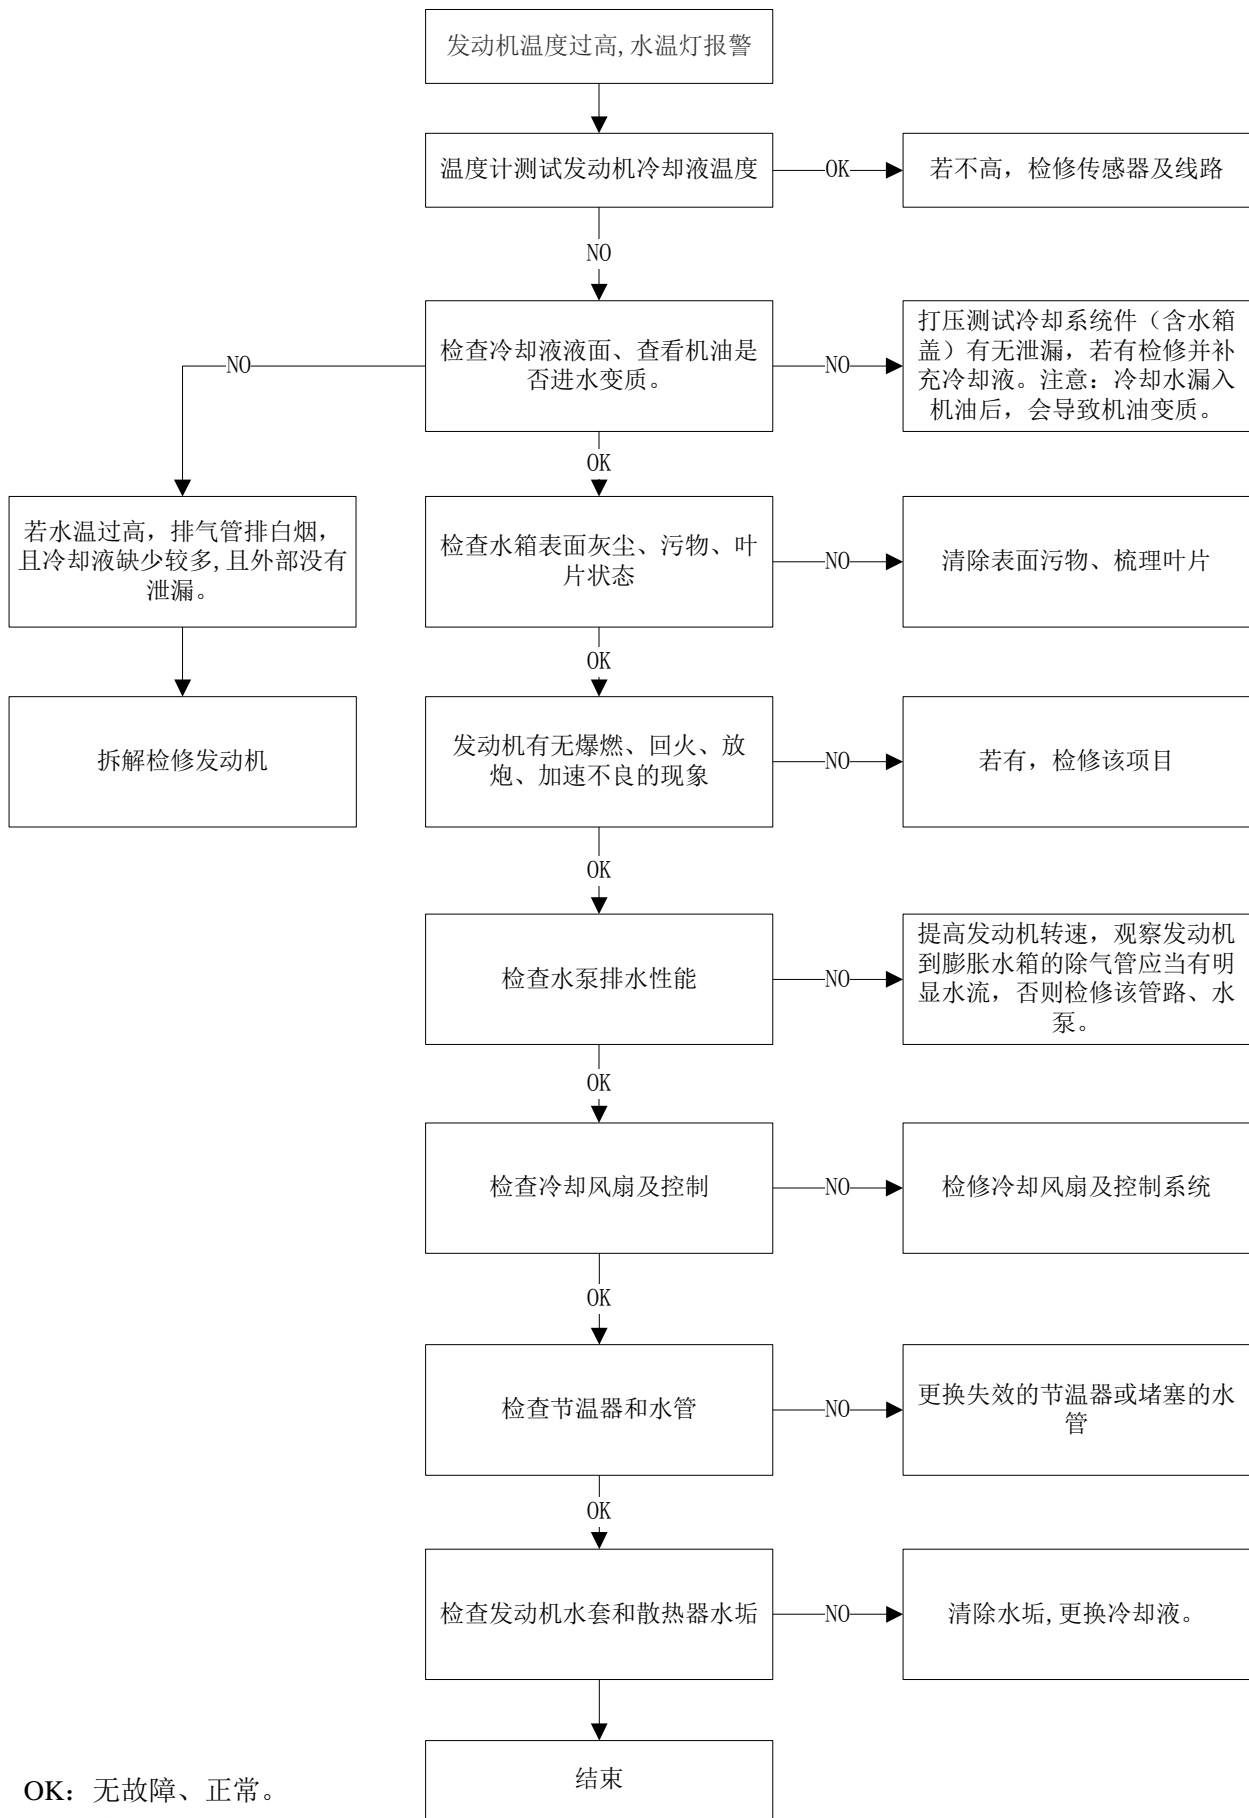 发动机温度过高,水温灯报警
温度计测试发动机冷却液温度
OK
若不高，检修传感器及线路
NO
检查冷却液液面、查看机油是
否进水变质。
NO
NO
打压测试冷却系统件（含水箱
盖）有无泄漏，若有检修并补
充冷却液。注意：冷却水漏入
机油后，会导致机油变质。
OK
若水温过高，排气管排白烟，
且冷却液缺少较多,且外部没有
泄漏。
检查水箱表面灰尘、污物、叶
片状态
NO
清除表面污物、梳理叶片
OK
拆解检修发动机
发动机有无爆燃、回火、放
炮、加速不良的现象
NO
若有，检修该项目
OK
检查水泵排水性能
NO
提高发动机转速，观察发动机
到膨胀水箱的除气管应当有明
显水流，否则检修该管路、水
泵。
OK
检查冷却风扇及控制
NO
检修冷却风扇及控制系统
OK
检查节温器和水管
NO
更换失效的节温器或堵塞的水
管
OK
检查发动机水套和散热器水垢
NO
清除水垢,更换冷却液。
结束
OK：无故障、正常。